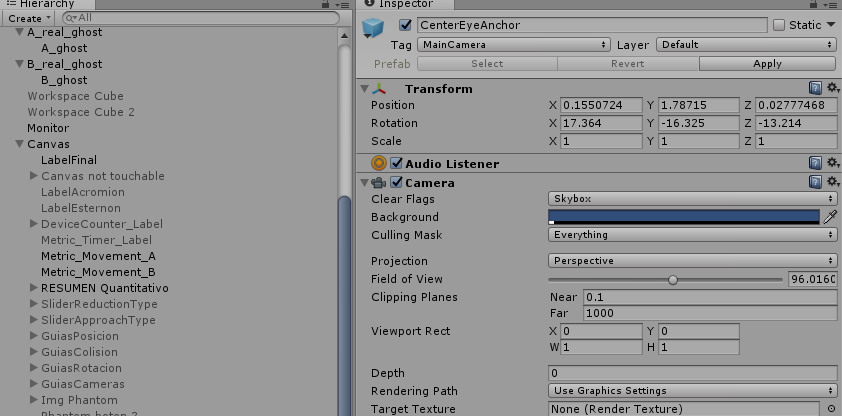 Hierarchy
Create
All
A_real_ghost
A_ghost
B_real_ghost
B_ghost
Workspace Cube
Workspace Cube 2
Monitor
Canvas
LabelFinal
Canvas not touchable
LabelAcromion
LabelEsternon
DeviceCounter_Label
Metric_Timer_Label
Metric_Movement_A
Metric_Movement_B
RESUMEN Quantitativo
SliderReductionType
SliderApproachType
GuiasPosicion
GuiasColision
GuiasRotacion
GuiasCameras
Img Phantom
Phantom boton 2
Inspector
CenterEyeAnchor Static
Tag MainCamera Layer Default
Prefab Select Revert Apply
Transform
Position X 0.1550724 Y 1.78715 Z 0.02777468
Rotation X 17.364 Y -16.325 Z -13.214
Scale X 1 Y 1 Z 1
Audio Listener
Camera
Clear Flags Skybox
Background
Culling Mask Everything
Projection Perspective
Field of View 96.0160
Clipping Planes Near 0.1
Far 1000
Viewport Rect X 0 Y 0
W 1 H 1
Depth 0
Rendering Path Use Graphics Settings
Target Texture None (Render Texture)